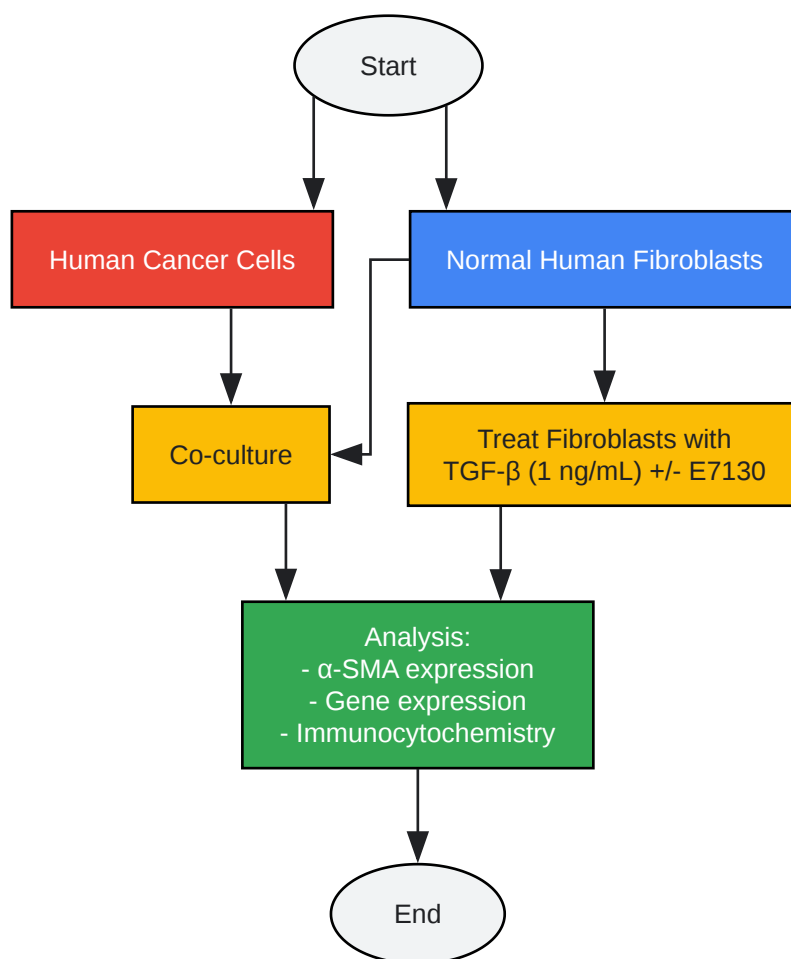 Start
Human Cancer Cells
Normal Human Fibroblasts
Co-culture
Treat Fibroblasts with
TGF-β (1 ng/mL) +/- E7130
Analysis:
- α-SMA expression
- Gene expression
- Immunocytochemistry
End